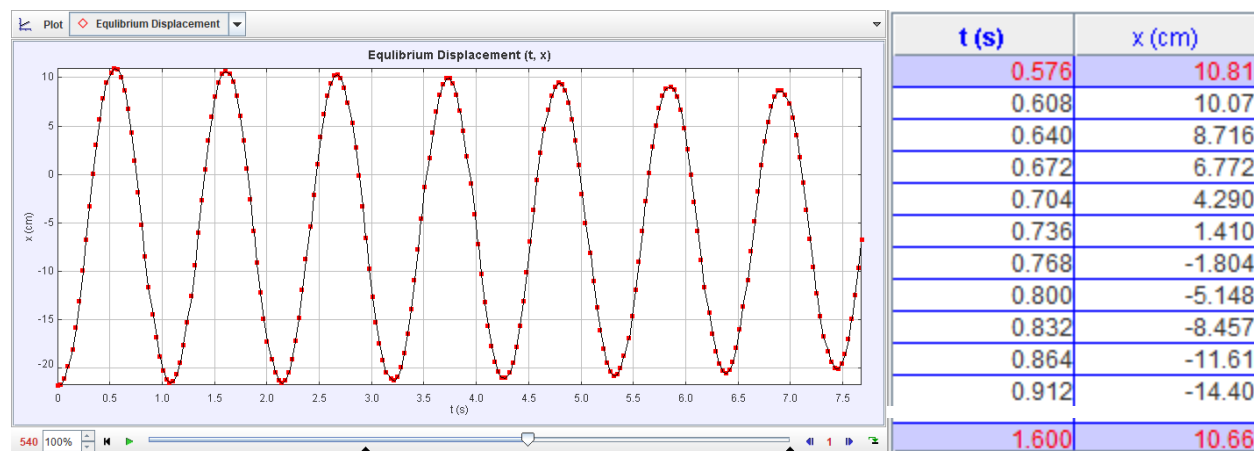 Plot Equlibrium Displacement
Equlibrium Displacement (t, x)
x (cm)
10
5
0
-5
-10
-15
-20
0 0.5 1.0 1.5 2.0 2.5 3.0 3.5 4.0 4.5 5.0 5.5 6.0 6.5 7.0 7.5
t (s)
540 100% 1
t (s) x (cm)
0.576 10.81
0.608 10.07
0.640 8.716
0.672 6.772
0.704 4.290
0.736 1.410
0.768 -1.804
0.800 -5.148
0.832 -8.457
0.864 -11.61
0.912 -14.40
1.600 10.66